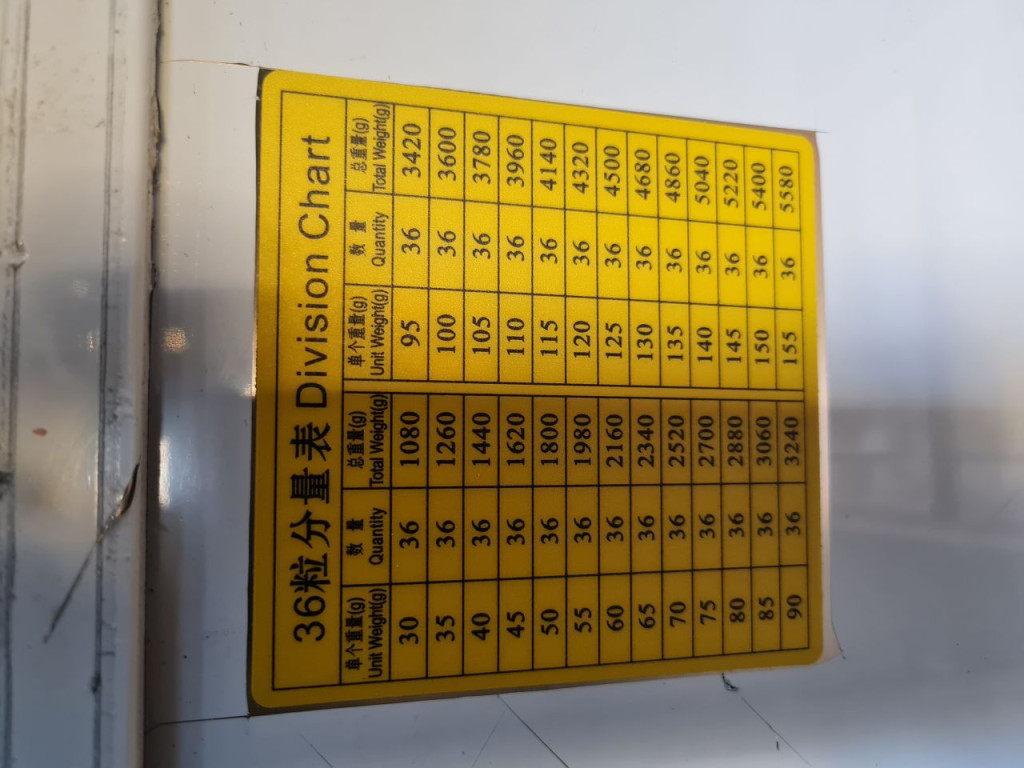 36粒分量表 Division Chart
单个重量(g) 数 量 总重量(g) 单个重量(g) 数 量 总重量(g)
Unit Weight(g) Quantity Total Weight(g) Unit Weight(g) Quantity Total Weight(g)
30 36 1080 95 36 3420
35 36 1260 100 36 3600
40 36 1440 105 36 3780
45 36 1620 110 36 3960
50 36 1800 115 36 4140
55 36 1980 120 36 4320
60 36 2160 125 36 4500
65 36 2340 130 36 4680
70 36 2520 135 36 4860
75 36 2700 140 36 5040
80 36 2880 145 36 5220
85 36 3060 150 36 5400
90 36 3240 155 36 5580